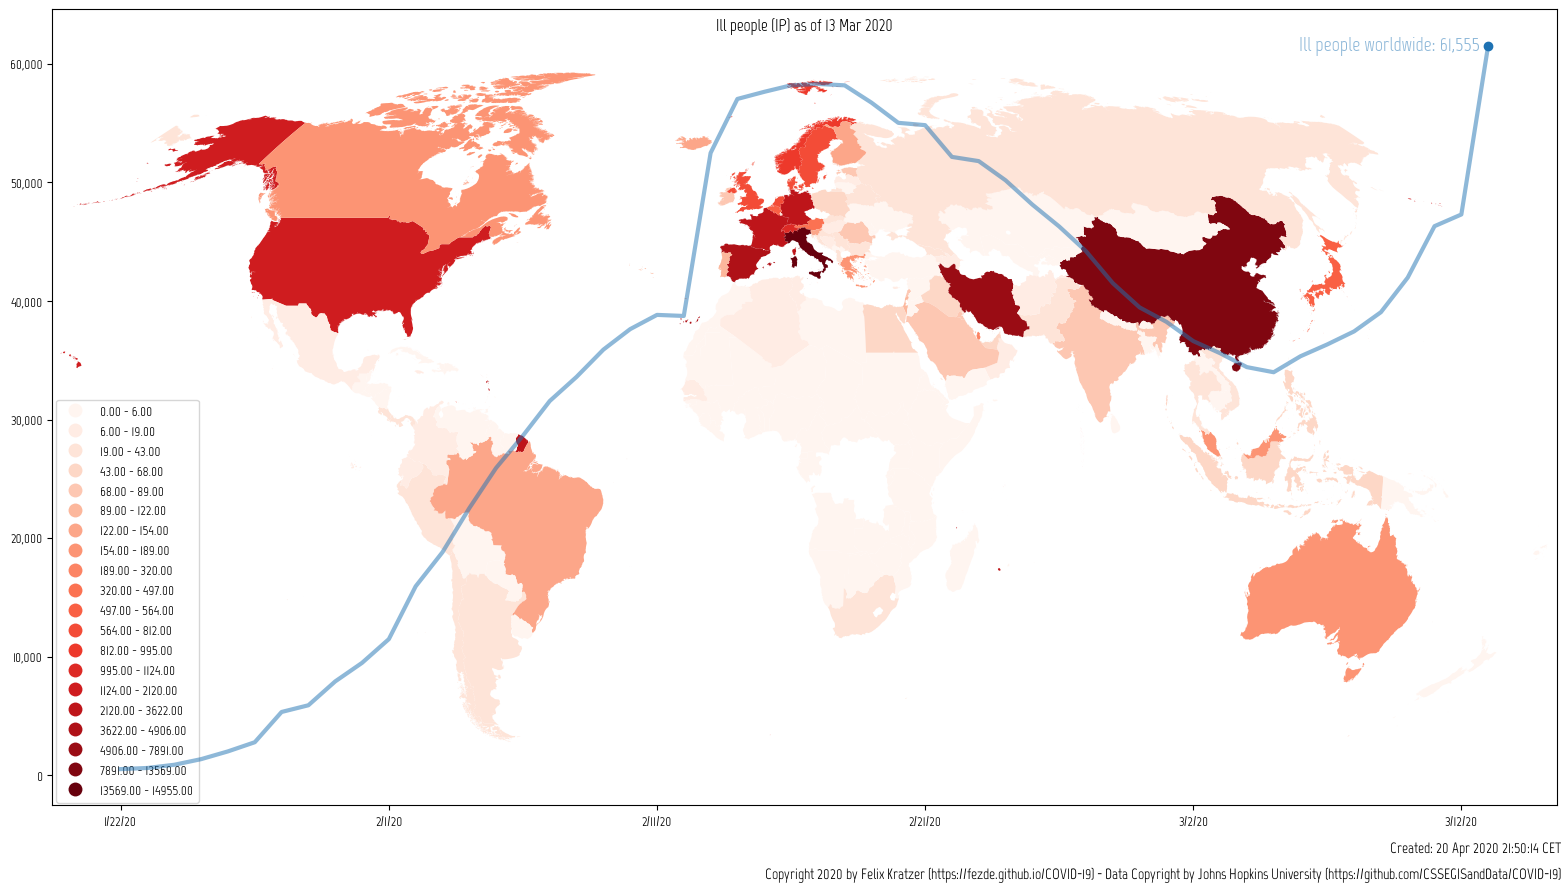 Ill people (IP) as of 13 Mar 2020
Ill people worldwide: 61,555
60,000
50,000
40,000
30,000
20,000
10,000
0
0.00 - 6.00
6.00 - 19.00
19.00 - 43.00
43.00 - 68.00
68.00 - 89.00
89.00 - 122.00
122.00 - 154.00
154.00 - 189.00
189.00 - 320.00
320.00 - 497.00
497.00 - 564.00
564.00 - 812.00
812.00 - 995.00
995.00 - 1124.00
1124.00 - 2120.00
2120.00 - 3622.00
3622.00 - 4906.00
4906.00 - 7891.00
7891.00 - 13569.00
13569.00 - 14955.00
1/22/20 2/1/20 2/11/20 2/21/20 3/2/20 3/12/20
Created: 20 Apr 2020 21:50:14 CET
Copyright 2020 by Felix Kratzer (https://fezde.github.io/COVID-19) - Data Copyright by Johns Hopkins University (https://github.com/CSSEGISandData/COVID-19)